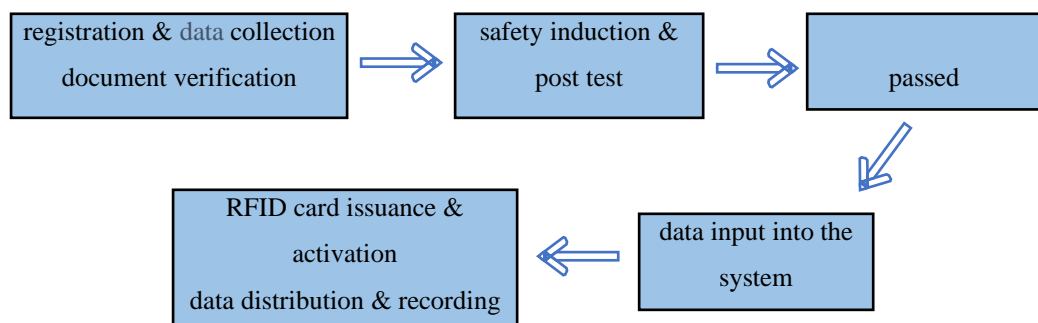 registration & data collection
document verification
safety induction &
post test
passed
data input into the
system
RFID card issuance &
activation
data distribution & recording